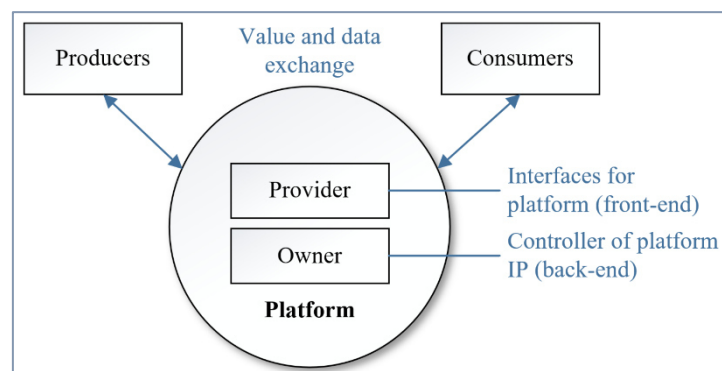 Producers
Value and data
exchange
Consumers
Provider
Interfaces for
platform (front-end)
Owner
Controller of platform
IP (back-end)
Platform